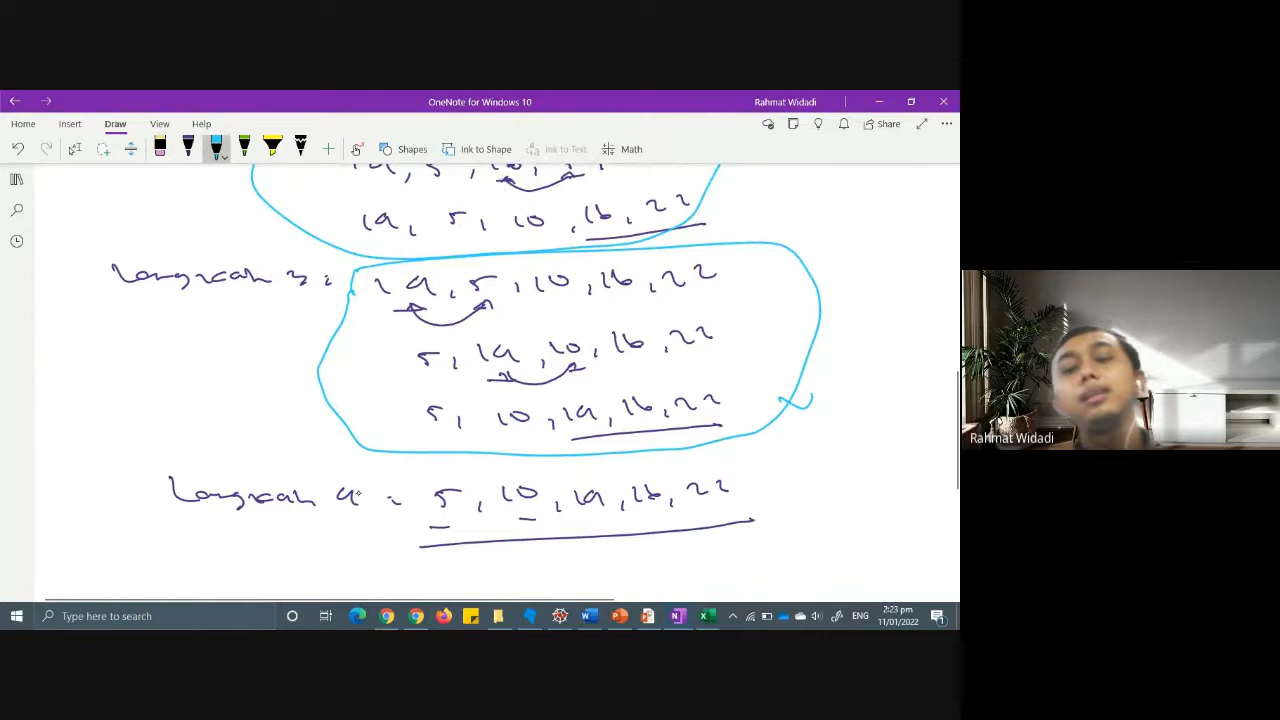 OneNote for Windows 10
Rahmat Widadi
Home Insert Draw View Help
Share
Shapes Ink to Shape Ink to Text Math
14, 5, 10, 16, 22
Langkah 3: 14, 5, 10, 16, 22
5, 14, 10, 16, 22
5, 10, 14, 16, 22
Langkah 4: 5, 10, 14, 16, 22
Rahmat Widadi
Type here to search
ENG
2:23 pm
11/01/2022
1